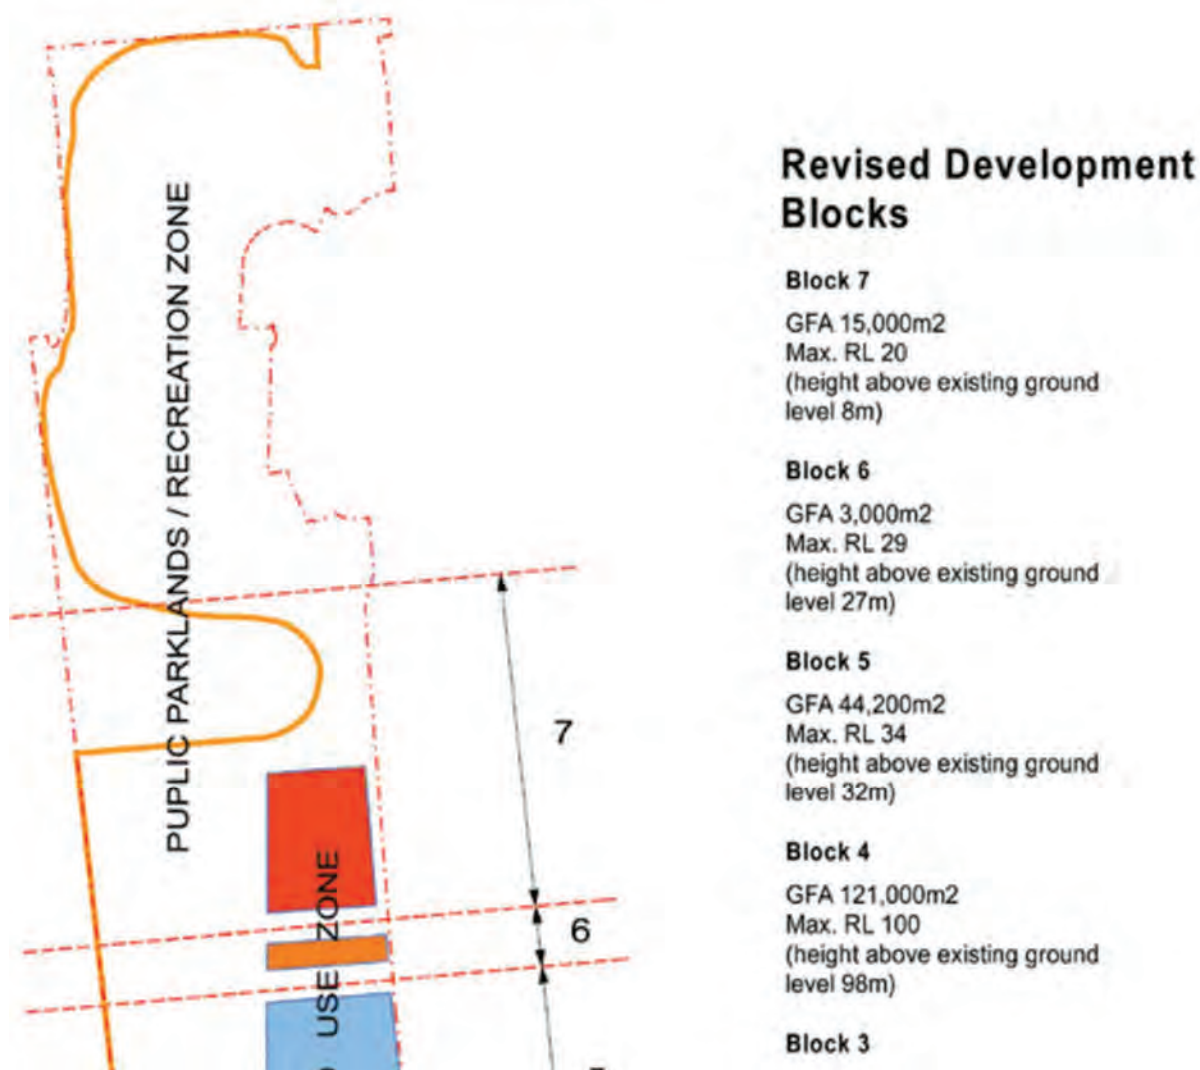 PUPLIC PARKLANDS / RECREATION ZONE
USE ZONE
7
6
Revised Development
Blocks
Block 7
GFA 15,000m2
Max. RL 20
(height above existing ground
level 8m)
Block 6
GFA 3,000m2
Max. RL 29
(height above existing ground
level 27m)
Block 5
GFA 44,200m2
Max. RL 34
(height above existing ground
level 32m)
Block 4
GFA 121,000m2
Max. RL 100
(height above existing ground
level 98m)
Block 3